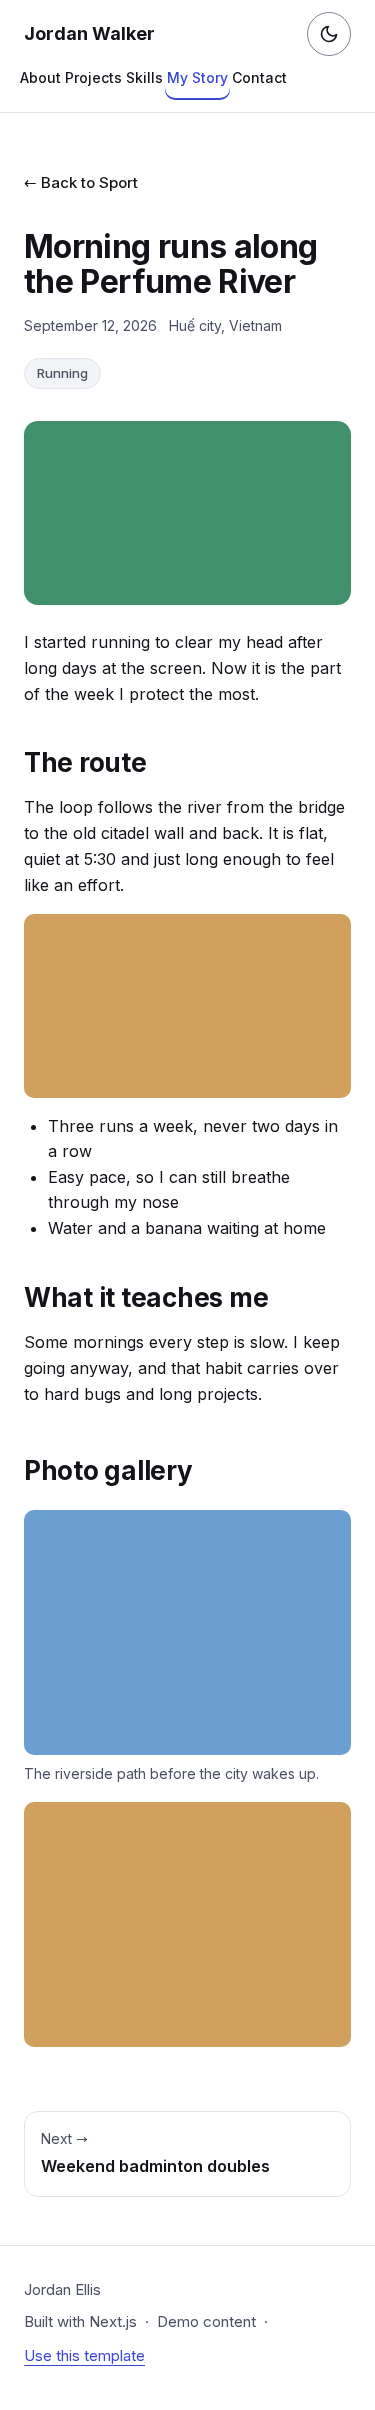 Jordan Walker
About Projects Skills My Story Contact
← Back to Sport
Morning runs along
the Perfume River
September 12, 2026 Huế city, Vietnam
Running
I started running to clear my head after
long days at the screen. Now it is the part
of the week I protect the most.
The route
The loop follows the river from the bridge
to the old citadel wall and back. It is flat,
quiet at 5:30 and just long enough to feel
like an effort.
• Three runs a week, never two days in
a row
• Easy pace, so I can still breathe
through my nose
• Water and a banana waiting at home
What it teaches me
Some mornings every step is slow. I keep
going anyway, and that habit carries over
to hard bugs and long projects.
Photo gallery
The riverside path before the city wakes up.
Next →
Weekend badminton doubles
Jordan Ellis
Built with Next.js · Demo content ·
Use this template